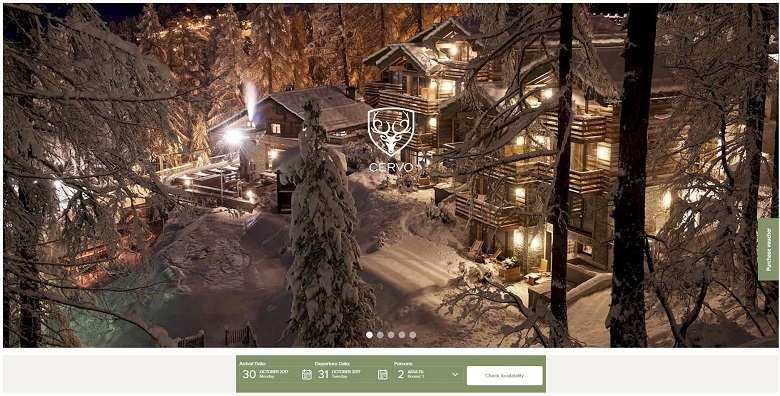 CERVO
Purchase voucher
Arrival Date:
30 OCTOBER 2017
Monday
Departure Date:
31 OCTOBER 2017
Tuesday
Persons:
2 ADULTS
Rooms: 1
Check Availability